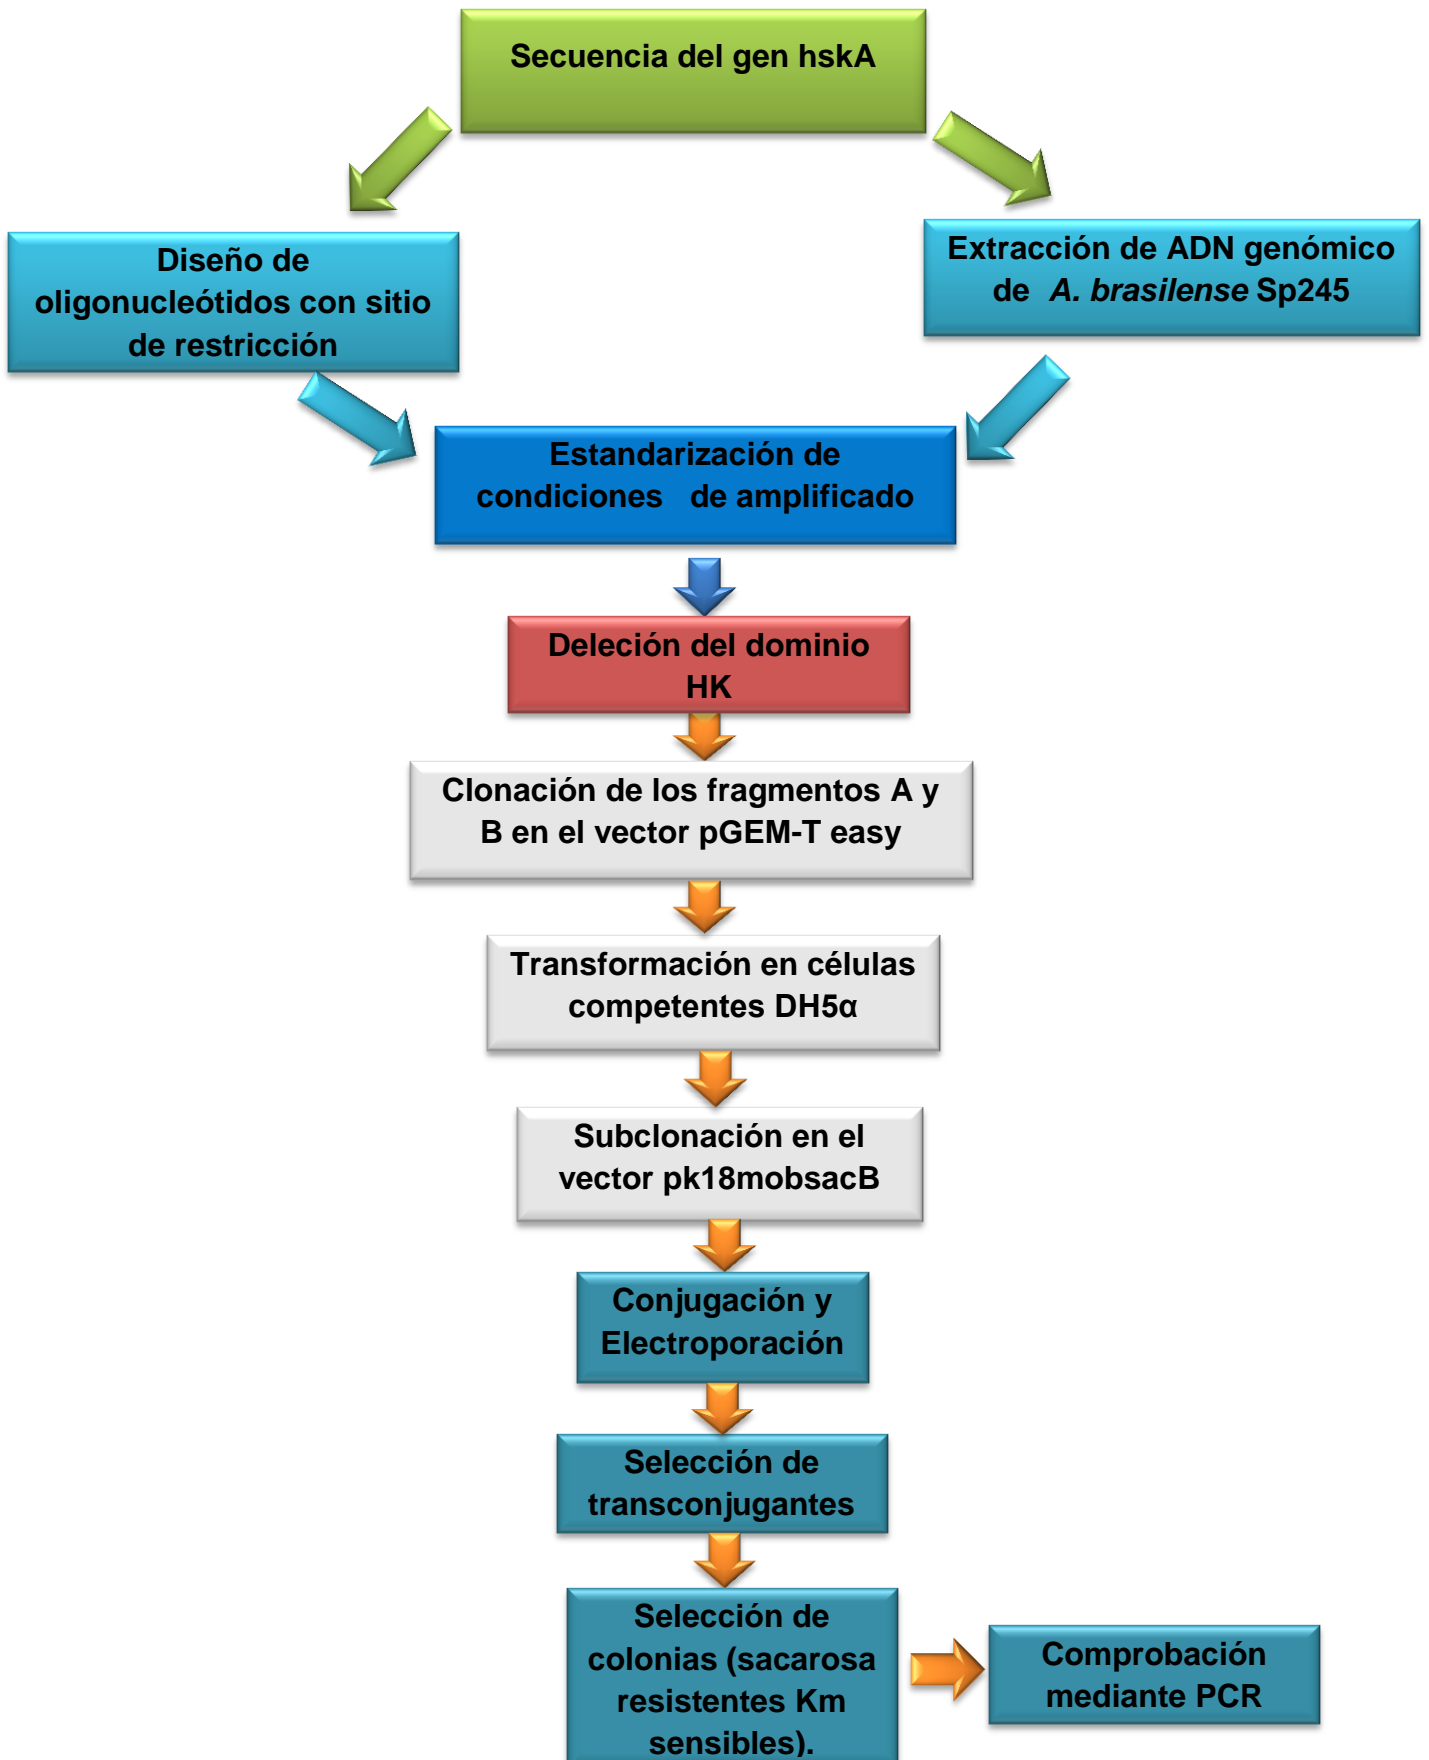 Secuencia del gen hskA
Diseño de
oligonucleótidos con sitio
de restricción
Extracción de ADN genómico
de A. brasilense Sp245
Estandarización de
condiciones de amplificado
Deleción del dominio
HK
Clonación de los fragmentos A y
B en el vector pGEM-T easy
Transformación en células
competentes DH5α
Subclonación en el
vector pk18mobsacB
Conjugación y
Electroporación
Selección de
transconjugantes
Selección de
colonias (sacarosa
resistentes Km
sensibles).
Comprobación
mediante PCR